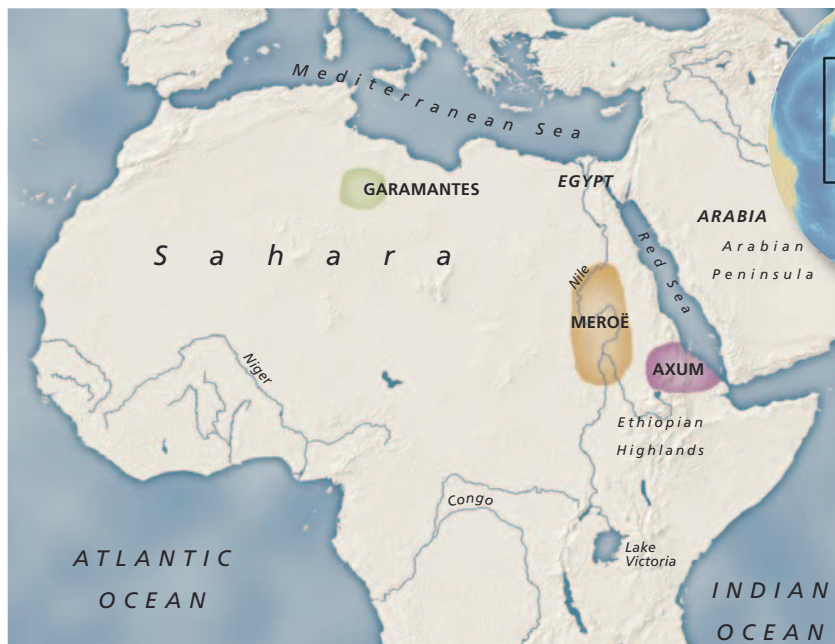 Mediterranean Sea
GARAMANTES
EGYPT
ARABIA
Arabian
Peninsula
Red Sea
Sahara
Nile
MEROË
AXUM
Niger
Ethiopian
Highlands
Congo
Lake
Victoria
ATLANTIC
OCEAN
INDIAN
OCEAN